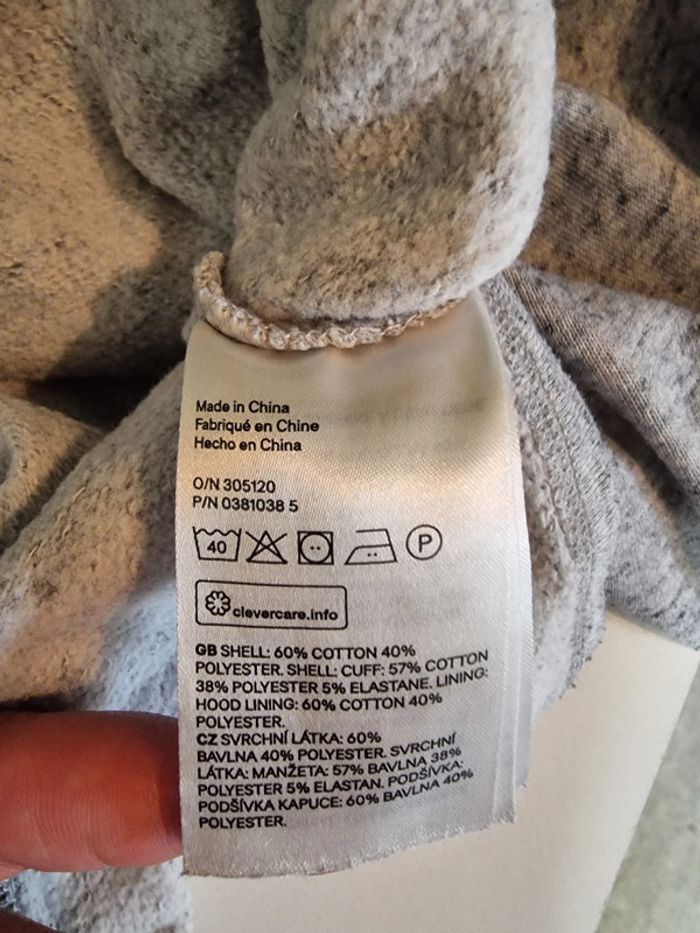 Made in China
Fabriqué en Chine
Hecho en China
O/N 305120
P/N 0381038 5
40
P
clevercare.info
GB SHELL: 60% COTTON 40%
POLYESTER. SHELL: CUFF: 57% COTTON
38% POLYESTER 5% ELASTANE. LINING:
HOOD LINING: 60% COTTON 40%
POLYESTER.
CZ SVRCHNÍ LÁTKA: 60%
BAVLNA 40% POLYESTER. SVRCHNÍ
LÁTKA: MANŽETA: 57% BAVLNA 38%
POLYESTER 5% ELASTAN. PODŠÍVKA:
PODŠÍVKA KAPUCE: 60% BAVLNA 40%
POLYESTER.